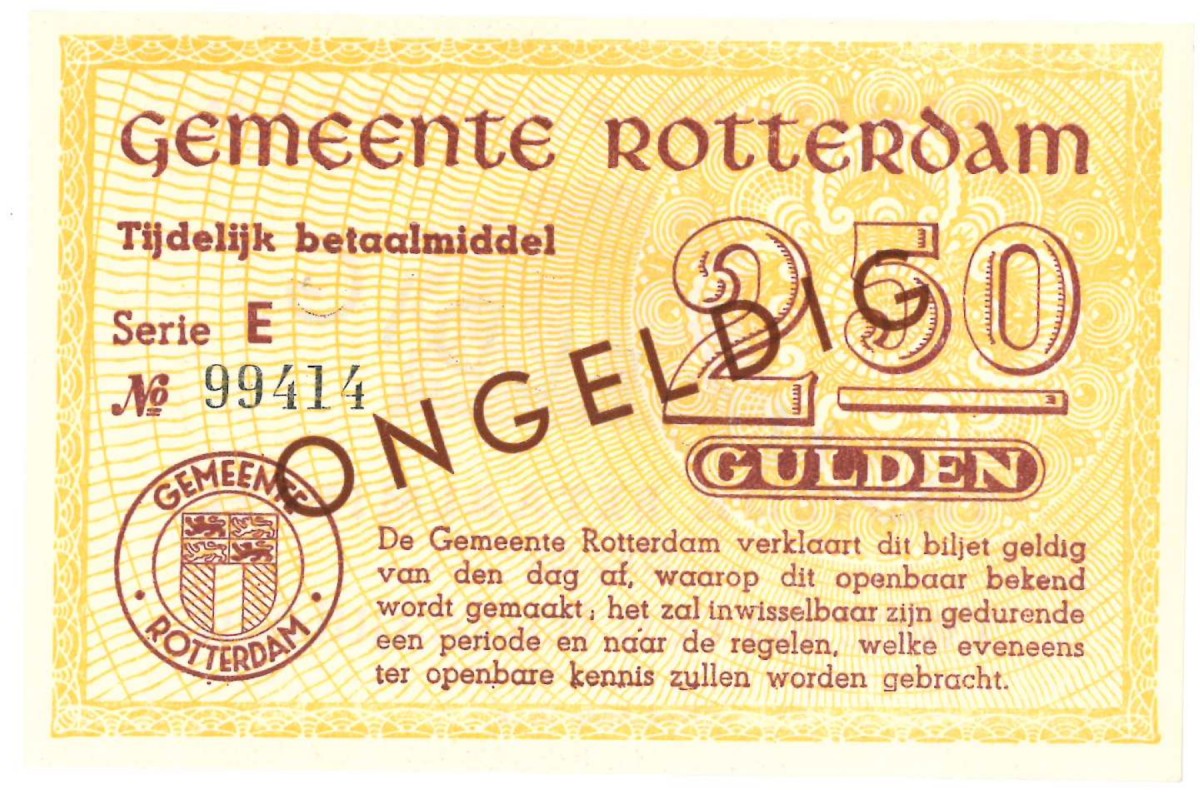 GEMEENTE ROTTERDAM
Tijdelijk betaalmiddel
2 50
Serie E
№ 99414
ONGELDIG
GULDEN
GEMEENTE
ROTTERDAM
De Gemeente Rotterdam verklaart dit biljet geldig
van den dag af, waarop dit openbaar bekend
wordt gemaakt; het zal inwisselbaar zijn gedurende
een periode en naar de regelen, welke eveneens
ter openbare kennis zullen worden gebracht.